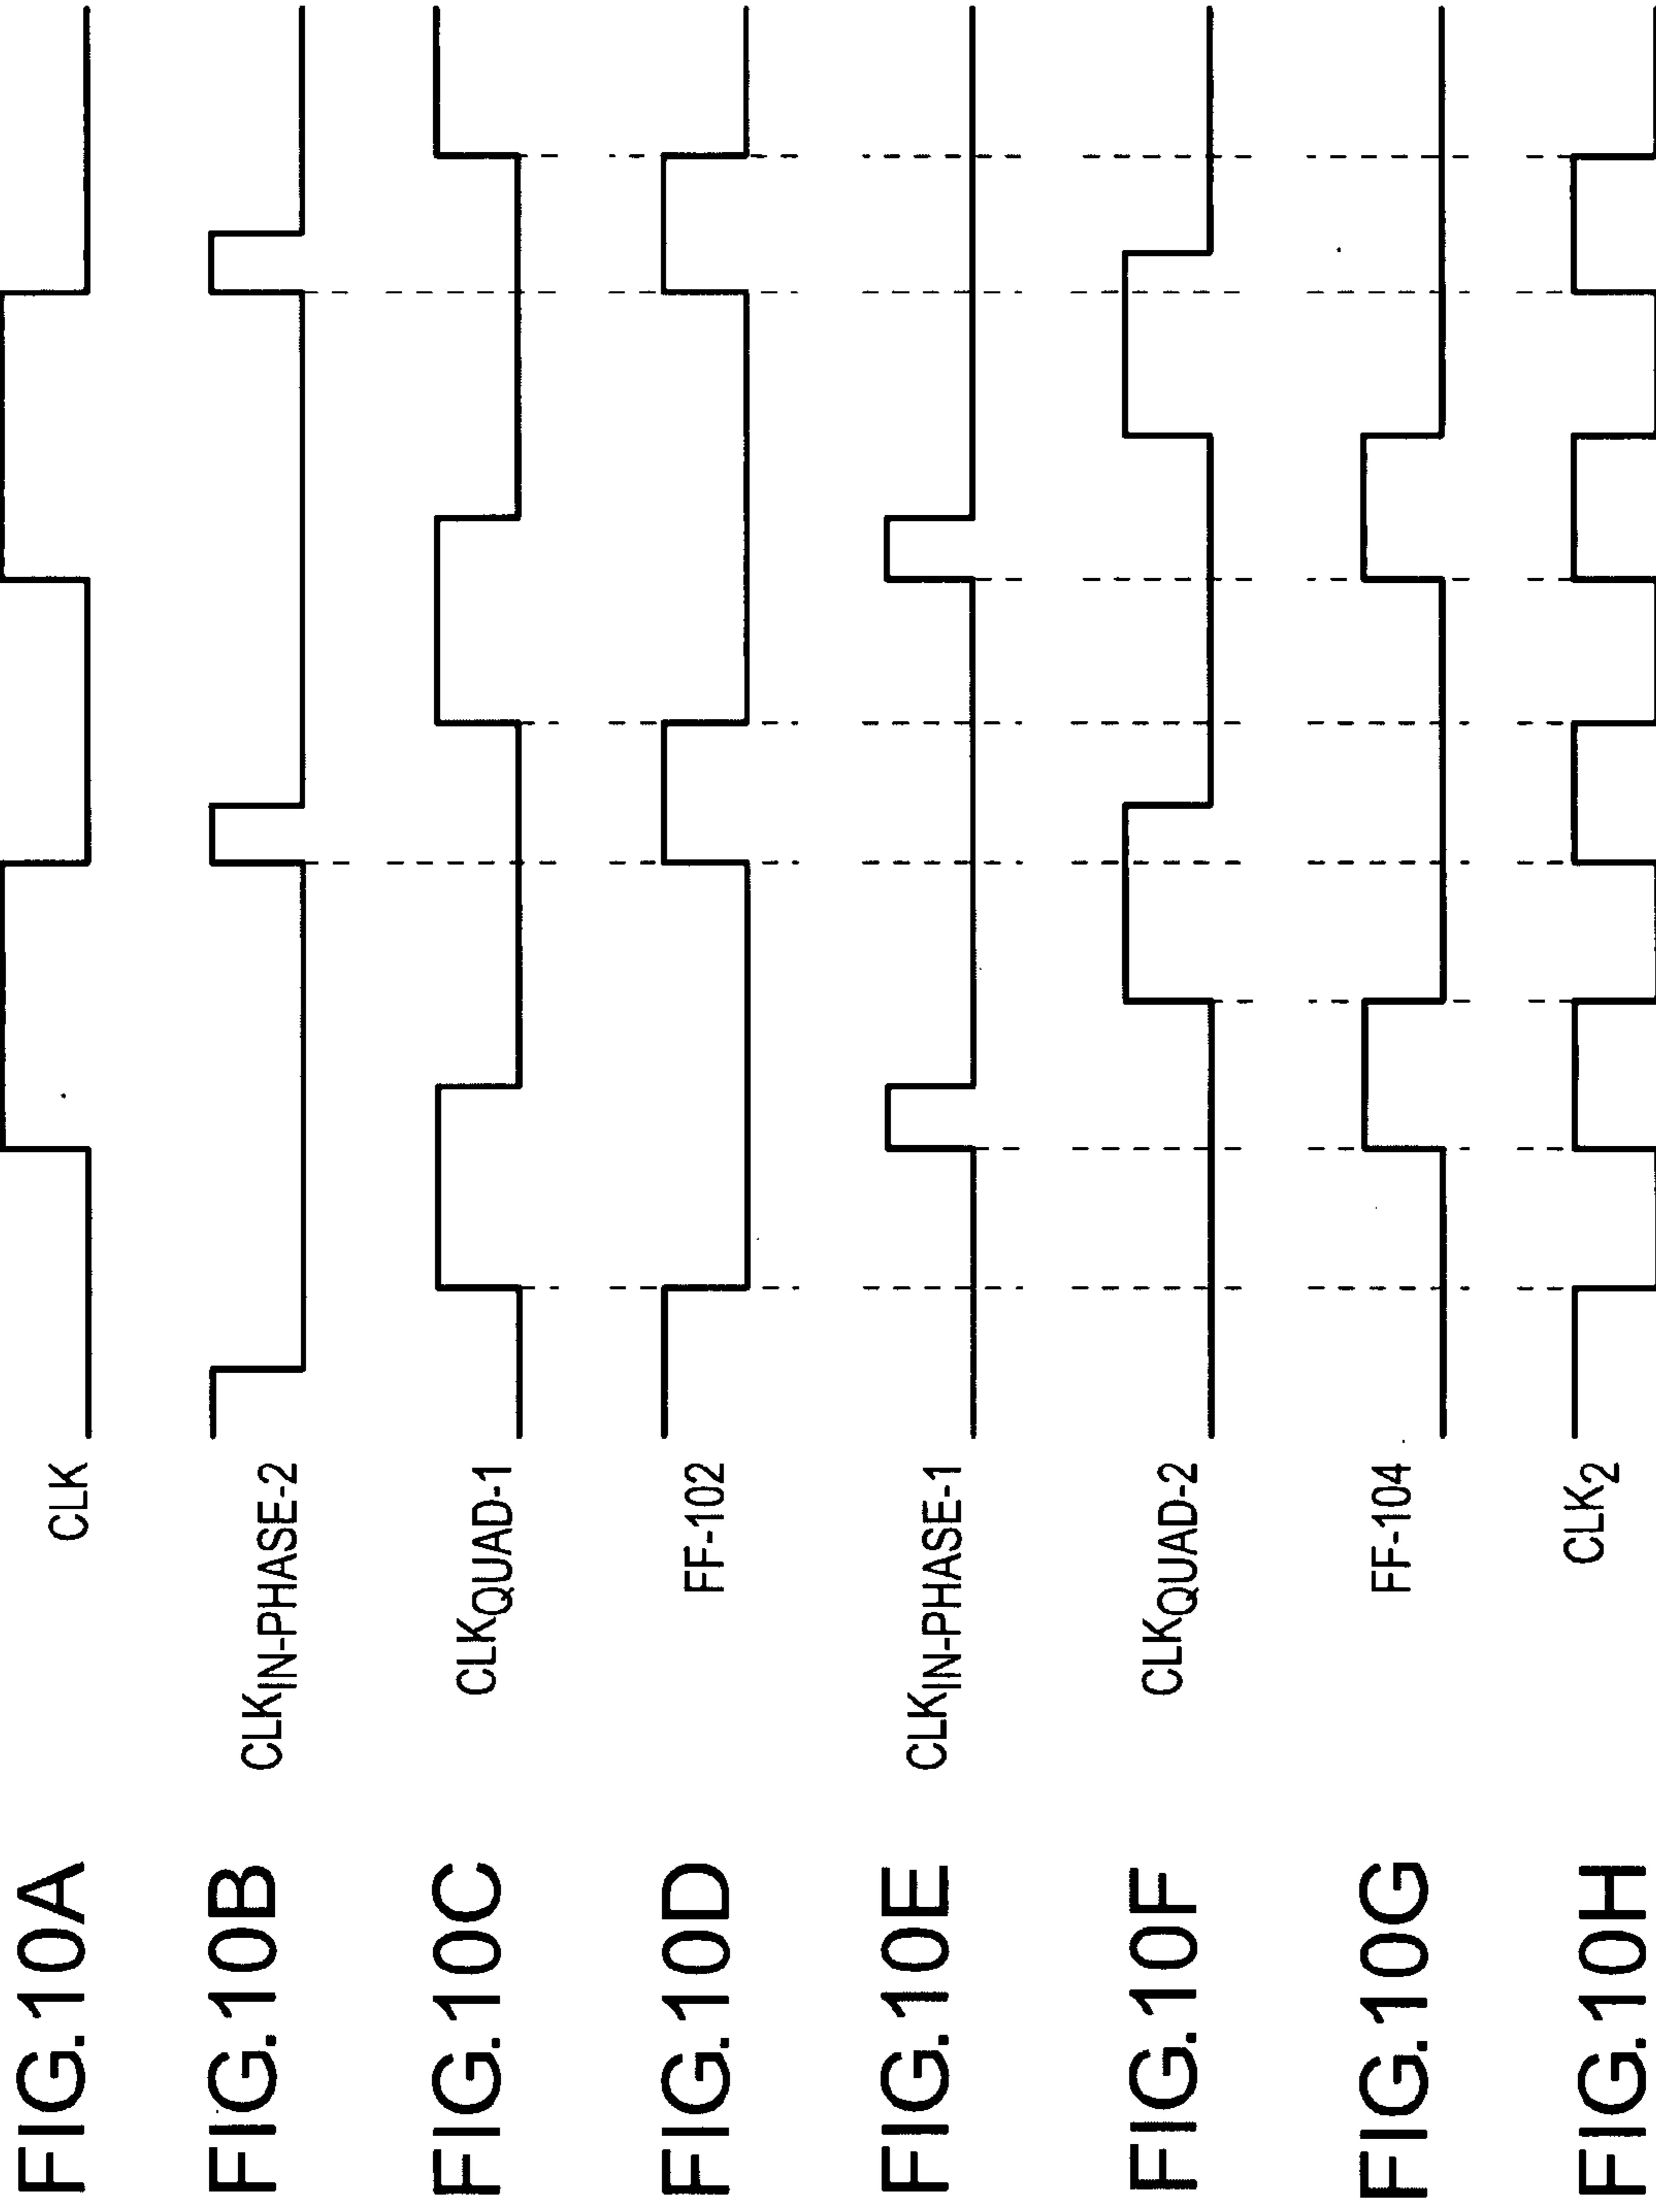 FIG.10A CLK
FIG.10B CLKIN-PHASE-2
FIG.10C CLKQUAD-1
FIG.10D FF-102
FIG.10E CLKIN-PHASE-1
FIG.10F CLKQUAD-2
FIG.10G FF-104
FIG.10H CLK2